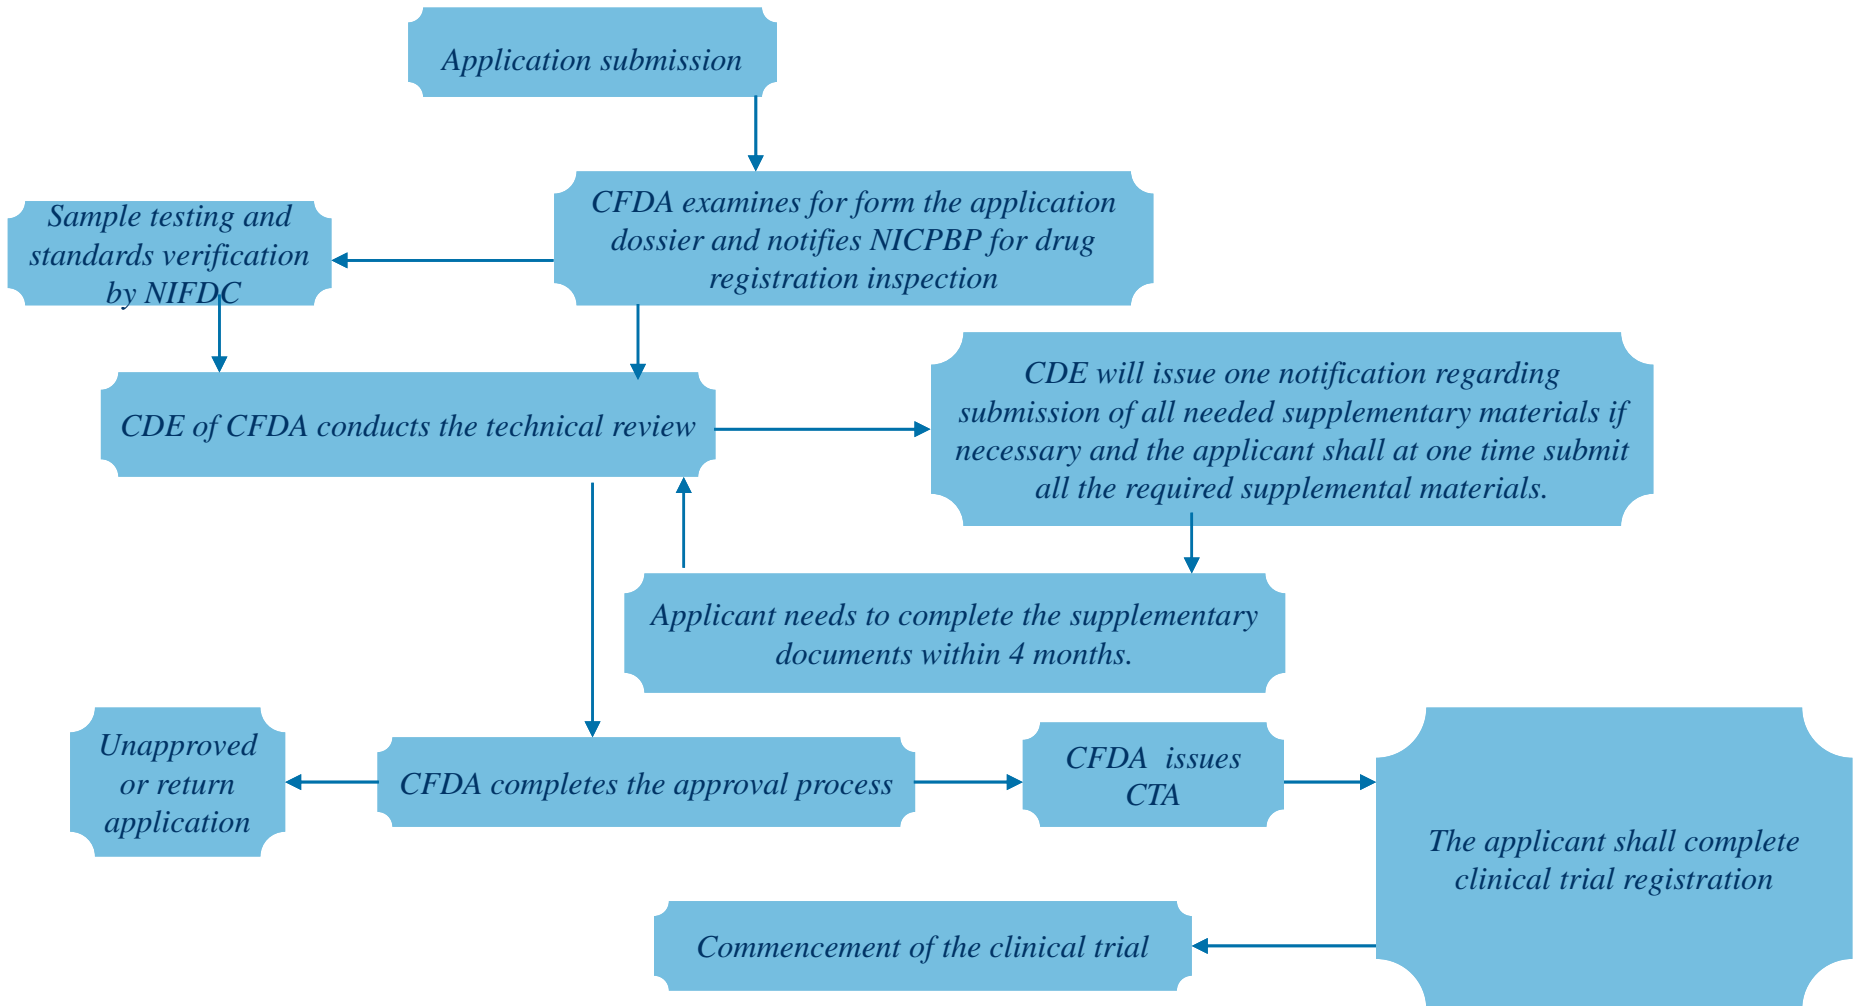 Application submission
CFDA examines for form the application
dossier and notifies NICPBP for drug
registration inspection
Sample testing and
standards verification
by NIFDC
CDE of CFDA conducts the technical review
CDE will issue one notification regarding
submission of all needed supplementary materials if
necessary and the applicant shall at one time submit
all the required supplemental materials.
Applicant needs to complete the supplementary
documents within 4 months.
Unapproved
or return
application
CFDA completes the approval process
CFDA issues
CTA
The applicant shall complete
clinical trial registration
Commencement of the clinical trial